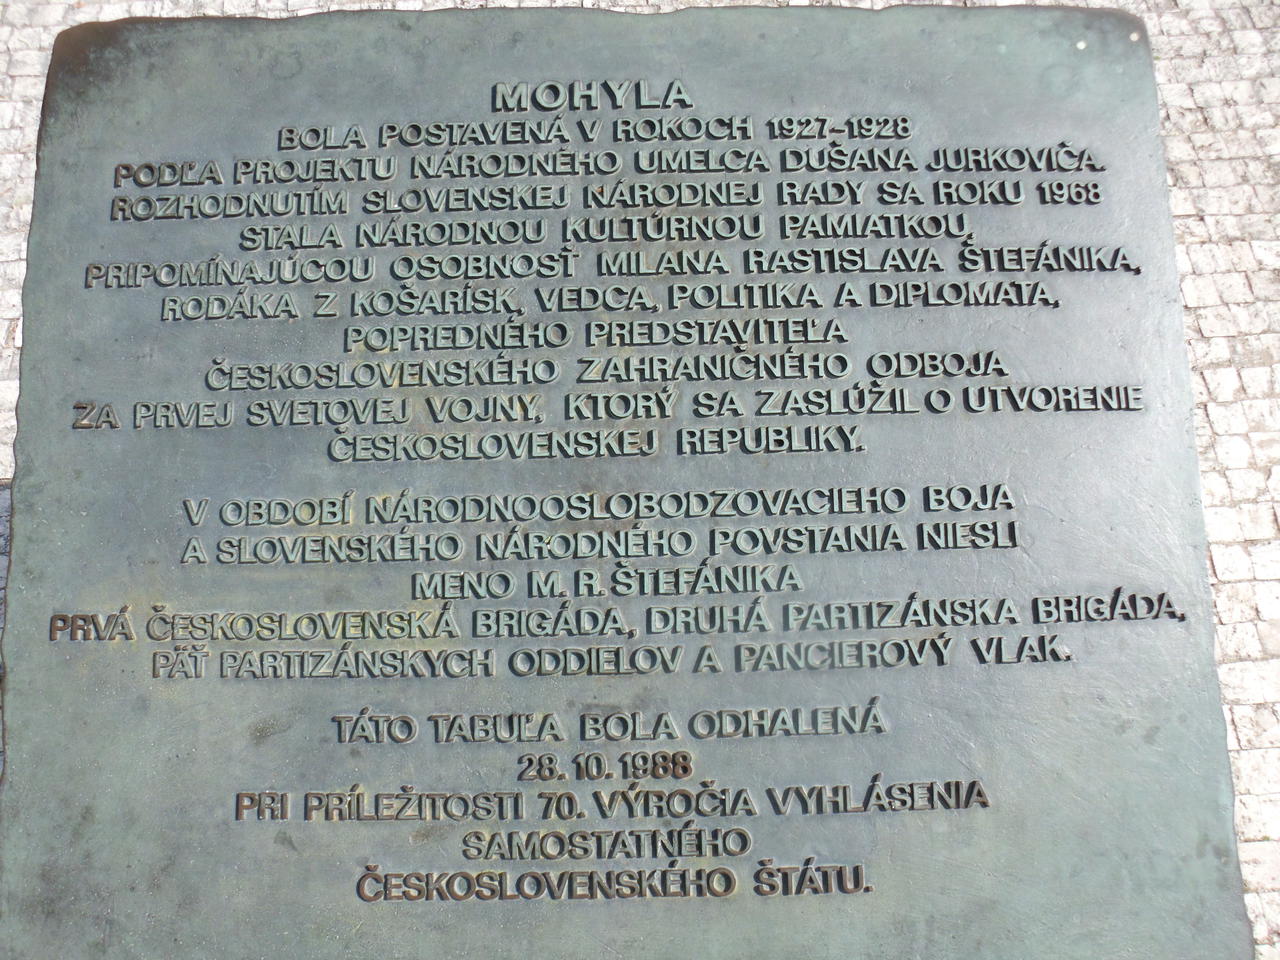 MOHYLA
BOLA POSTAVENÁ V ROKOCH 1927–1928
PODĽA PROJEKTU NÁRODNÉHO UMELCA DUŠANA JURKOVIČA
ROZHODNUTÍM SLOVENSKEJ NÁRODNEJ RADY SA ROKU 1968
STALA NÁRODNOU KULTÚRNOU PAMIATKOU,
PRIPOMÍNAJÚCOU OSOBNOSŤ MILANA RASTISLAVA ŠTEFÁNIKA,
RODÁKA Z KOŠARÍSK, VEDCA, POLITIKA A DIPLOMATA,
POPREDNÉHO PREDSTAVITEĽA
ČESKOSLOVENSKÉHO ZAHRANIČNÉHO ODBOJA
ZA PRVEJ SVETOVEJ VOJNY, KTORÝ SA ZASLÚŽIL O UTVORENIE
ČESKOSLOVENSKEJ REPUBLIKY.
V OBDOBÍ NÁRODNOOSLOBODZOVACIEHO BOJA
A SLOVENSKÉHO NÁRODNÉHO POVSTANIA NIESLI
MENO M. R. ŠTEFÁNIKA
PRVÁ ČESKOSLOVENSKÁ BRIGÁDA, DRUHÁ PARTIZÁNSKA BRIGÁDA,
PÄŤ PARTIZÁNSKYCH ODDIELOV A PANCIEROVÝ VLAK.
TÁTO TABUĽA BOLA ODHALENÁ
28.10.1988
PRI PRÍLEŽITOSTI 70. VÝROČIA VYHLÁSENIA
SAMOSTATNÉHO
ČESKOSLOVENSKÉHO ŠTÁTU.